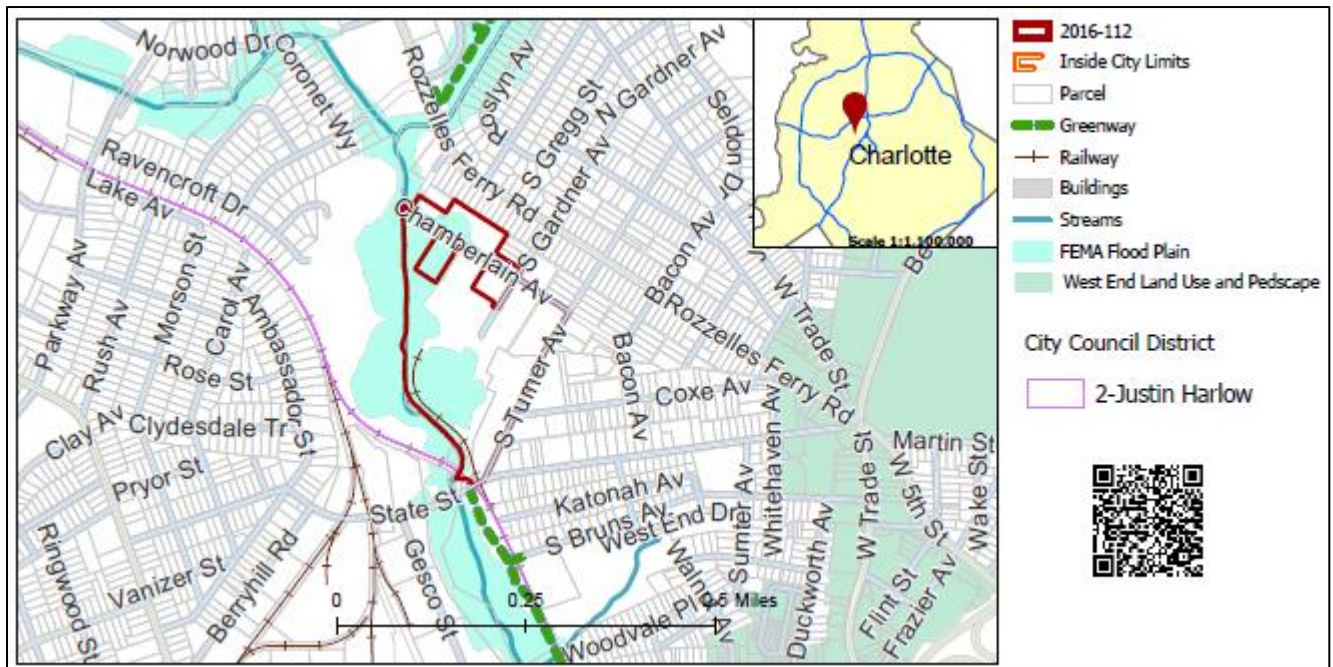 Norwood Dr
Coronet Wy
Rozzelles Ferry Rd
Roslyn Av
S Gregg St
N Gardner Av
S Gardner Av
Seldon Dr
Ravencroft Dr
Lake Av
Chamberlain Av
Parkway Av
Rush Av
Morson St
Carol Av
Ambassador St
Rose St
Clay Av
Clydesdale Tr
Pryor St
Ringwood St
Vanizer St
Berryhill Rd
State St
Gesco St
S Turner Av
Bacon Av
Bacon Av
Rozzelles Ferry Rd
W Trade St
Coxe Av
Whitehaven Av
Katonah Av
S Bruns Av
West End Dr
Sumter Av
Duckworth Av
W Trade St
W 5th St
Martin St
Wake St
Flint St
Frazier Av
Woodvale Pl
0 0.25 0.5 Miles
Charlotte
Scale 1:1,100,000
2016-112
Inside City Limits
Parcel
Greenway
Railway
Buildings
Streams
FEMA Flood Plain
West End Land Use and Pedscape
City Council District
2-Justin Harlow